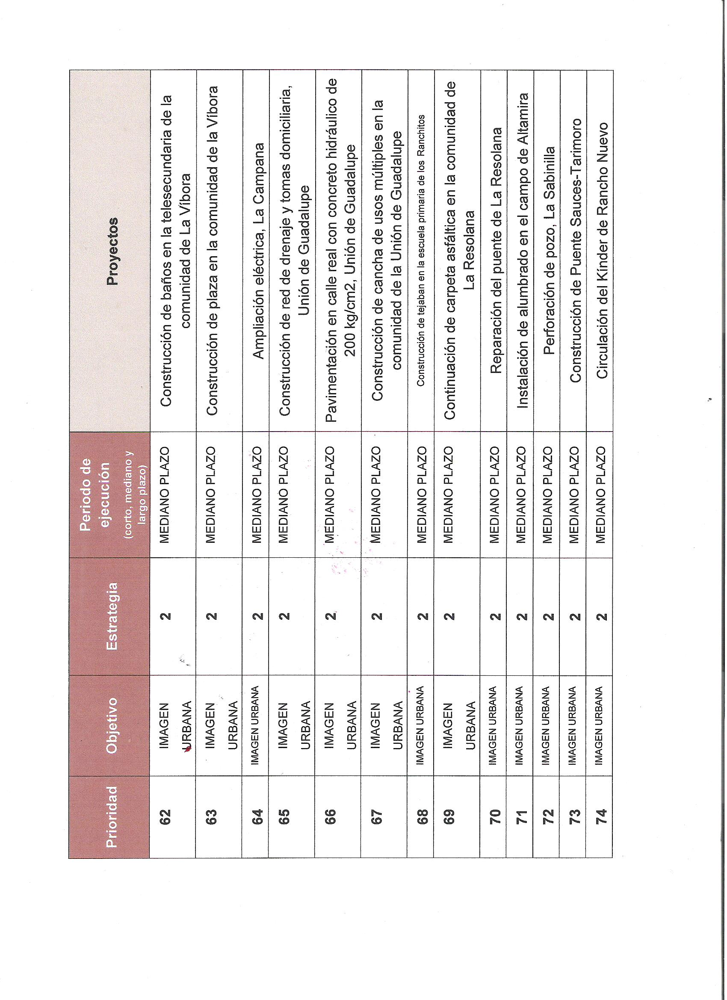 Prioridad
Objetivo
Estrategia
Periodo de
ejecución
(corto, mediano y
largo plazo)
Proyectos
62
IMAGEN
URBANA
2
MEDIANO PLAZO
Construcción de baños en la telesecundaria de la
comunidad de La Víbora
63
IMAGEN
URBANA
2
MEDIANO PLAZO
Construcción de plaza en la comunidad de la Víbora
64
IMAGEN URBANA
2
MEDIANO PLAZO
Ampliación eléctrica, La Campana
65
IMAGEN
URBANA
2
MEDIANO PLAZO
Construcción de red de drenaje y tomas domiciliaria,
Unión de Guadalupe
66
IMAGEN
URBANA
2
MEDIANO PLAZO
Pavimentación en calle real con concreto hidráulico de
200 kg/cm2, Unión de Guadalupe
67
IMAGEN
URBANA
2
MEDIANO PLAZO
Construcción de cancha de usos múltiples en la
comunidad de la Unión de Guadalupe
68
IMAGEN URBANA
2
MEDIANO PLAZO
Construcción de tejaban en la escuela primaria de los Ranchitos
69
IMAGEN
URBANA
2
MEDIANO PLAZO
Continuación de carpeta asfáltica en la comunidad de
La Resolana
70
IMAGEN URBANA
2
MEDIANO PLAZO
Reparación del puente de La Resolana
71
IMAGEN URBANA
2
MEDIANO PLAZO
Instalación de alumbrado en el campo de Altamira
72
IMAGEN URBANA
2
MEDIANO PLAZO
Perforación de pozo, La Sabinilla
73
IMAGEN URBANA
2
MEDIANO PLAZO
Construcción de Puente Sauces-Tarimoro
74
IMAGEN URBANA
2
MEDIANO PLAZO
Circulación del Kínder de Rancho Nuevo